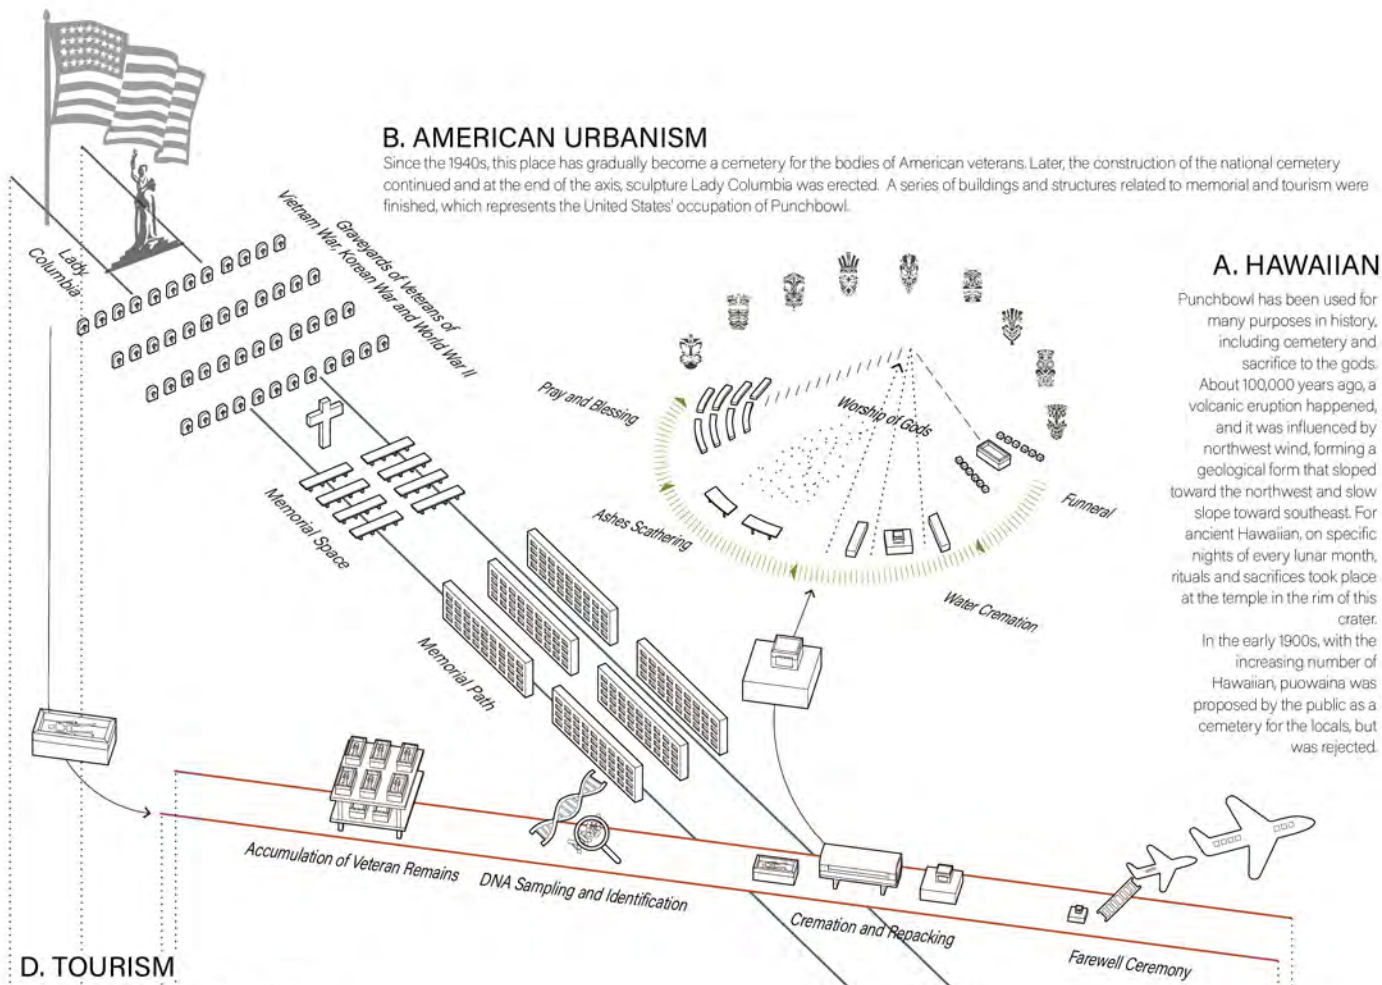 B. AMERICAN URBANISM
Since the 1940s, this place has gradually become a cemetery for the bodies of American veterans. Later, the construction of the national cemetery
continued and at the end of the axis, sculpture Lady Columbia was erected. A series of buildings and structures related to memorial and tourism were
finished, which represents the United States' occupation of Punchbowl.
Lady
Columbia
Graveyards of Veterans of
Vietnam War, Korean War and World War II
A. HAWAIIAN
Punchbowl has been used for
many purposes in history,
including cemetery and
sacrifice to the gods.
About 100,000 years ago, a
volcanic eruption happened,
and it was influenced by
northwest wind, forming a
geological form that sloped
toward the northwest and slow
slope toward southeast. For
ancient Hawaiian, on specific
nights of every lunar month,
rituals and sacrifices took place
at the temple in the rim of this
crater.
In the early 1900s, with the
increasing number of
Hawaiian, puowaina was
proposed by the public as a
cemetery for the locals, but
was rejected.
Pray and Blessing
Worship of Gods
Ashes Scathering
Funeral
Water Cremation
Memorial Space
Memorial Path
Accumulation of Veteran Remains
DNA Sampling and Identification
Cremation and Repacking
Farewell Ceremony
D. TOURISM